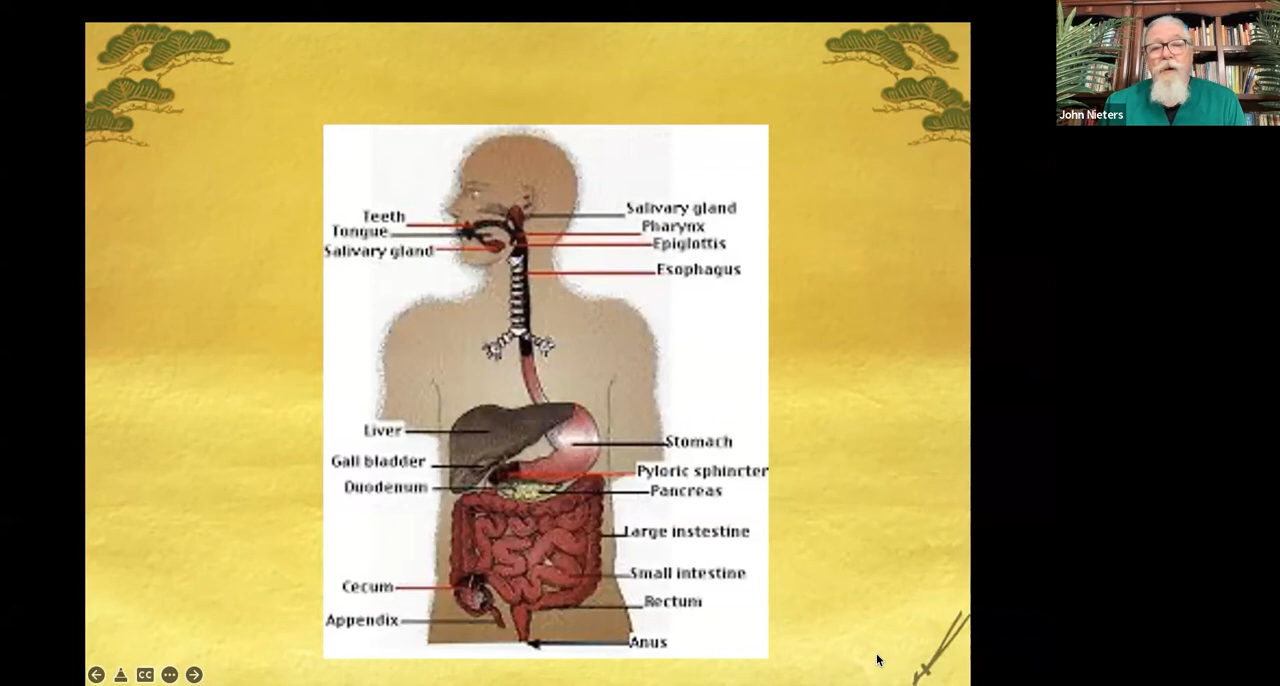 John Nieters
Teeth
Tongue
Salivary gland
Salivary gland
Pharynx
Epiglottis
Esophagus
Liver
Gall bladder
Duodenum
Stomach
Pyloric sphincter
Pancreas
Large instestine
Small intestine
Rectum
Cecum
Appendix
Anus
CC